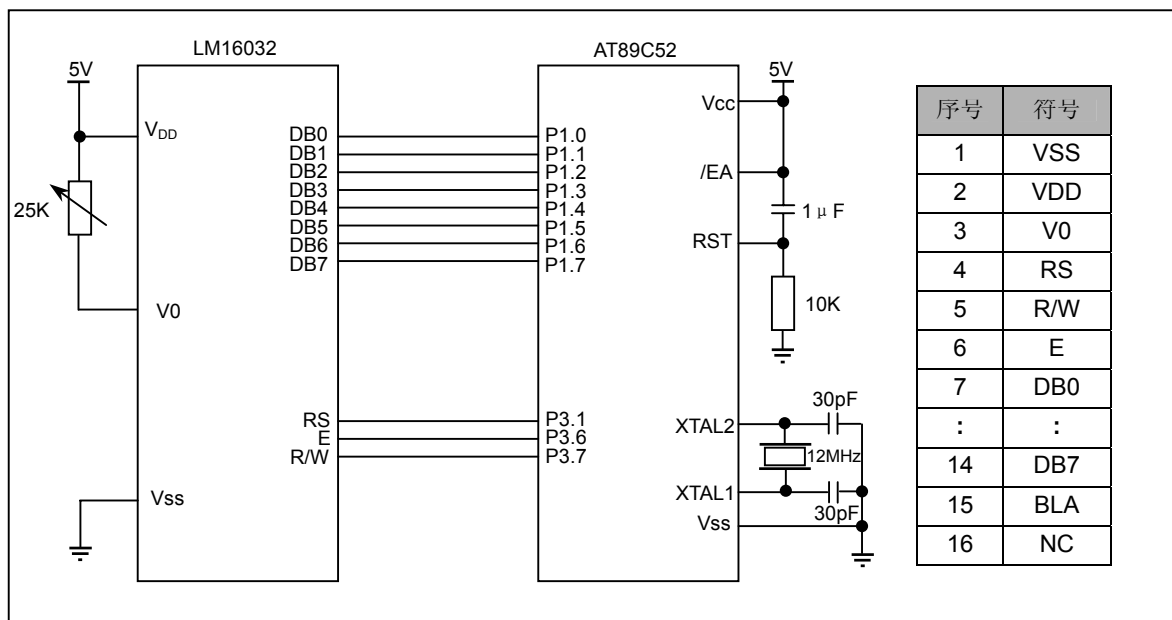 LM16032
AT89C52
5V
VDD
25K
V0
Vss
DB0
DB1
DB2
DB3
DB4
DB5
DB6
DB7
RS
E
R/W
P1.0
P1.1
P1.2
P1.3
P1.4
P1.5
P1.6
P1.7
P3.1
P3.6
P3.7
5V
Vcc
/EA
1μF
RST
10K
30pF
XTAL2
12MHz
XTAL1
30pF
Vss
序号 符号
1 VSS
2 VDD
3 V0
4 RS
5 R/W
6 E
7 DB0
: :
14 DB7
15 BLA
16 NC